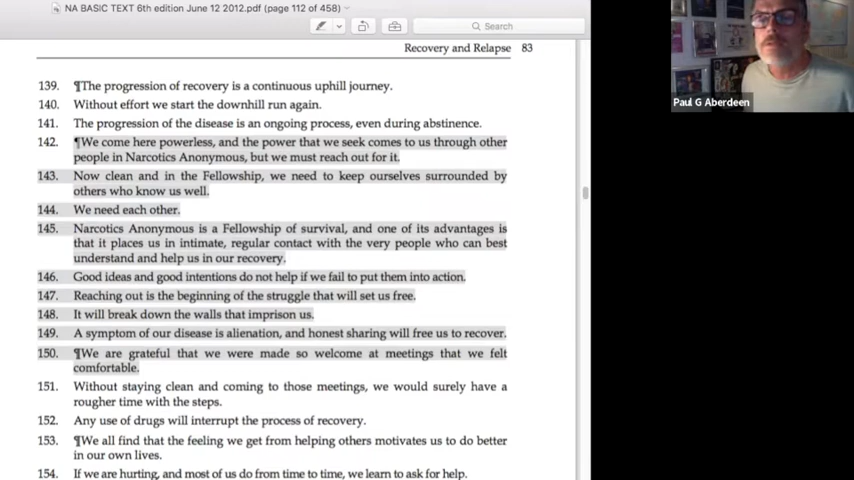 NA BASIC TEXT 6th edition June 12 2012.pdf (page 112 of 458)
Search
Recovery and Relapse 83
139. ¶The progression of recovery is a continuous uphill journey.
140. Without effort we start the downhill run again.
141. The progression of the disease is an ongoing process, even during abstinence.
142. ¶We come here powerless, and the power that we seek comes to us through other
people in Narcotics Anonymous, but we must reach out for it.
143. Now clean and in the Fellowship, we need to keep ourselves surrounded by
others who know us well.
144. We need each other.
145. Narcotics Anonymous is a Fellowship of survival, and one of its advantages is
that it places us in intimate, regular contact with the very people who can best
understand and help us in our recovery.
146. Good ideas and good intentions do not help if we fail to put them into action.
147. Reaching out is the beginning of the struggle that will set us free.
148. It will break down the walls that imprison us.
149. A symptom of our disease is alienation, and honest sharing will free us to recover.
150. ¶We are grateful that we were made so welcome at meetings that we felt
comfortable.
151. Without staying clean and coming to those meetings, we would surely have a
rougher time with the steps.
152. Any use of drugs will interrupt the process of recovery.
153. ¶We all find that the feeling we get from helping others motivates us to do better
in our own lives.
154. If we are hurting, and most of us do from time to time, we learn to ask for help.
Paul G Aberdeen